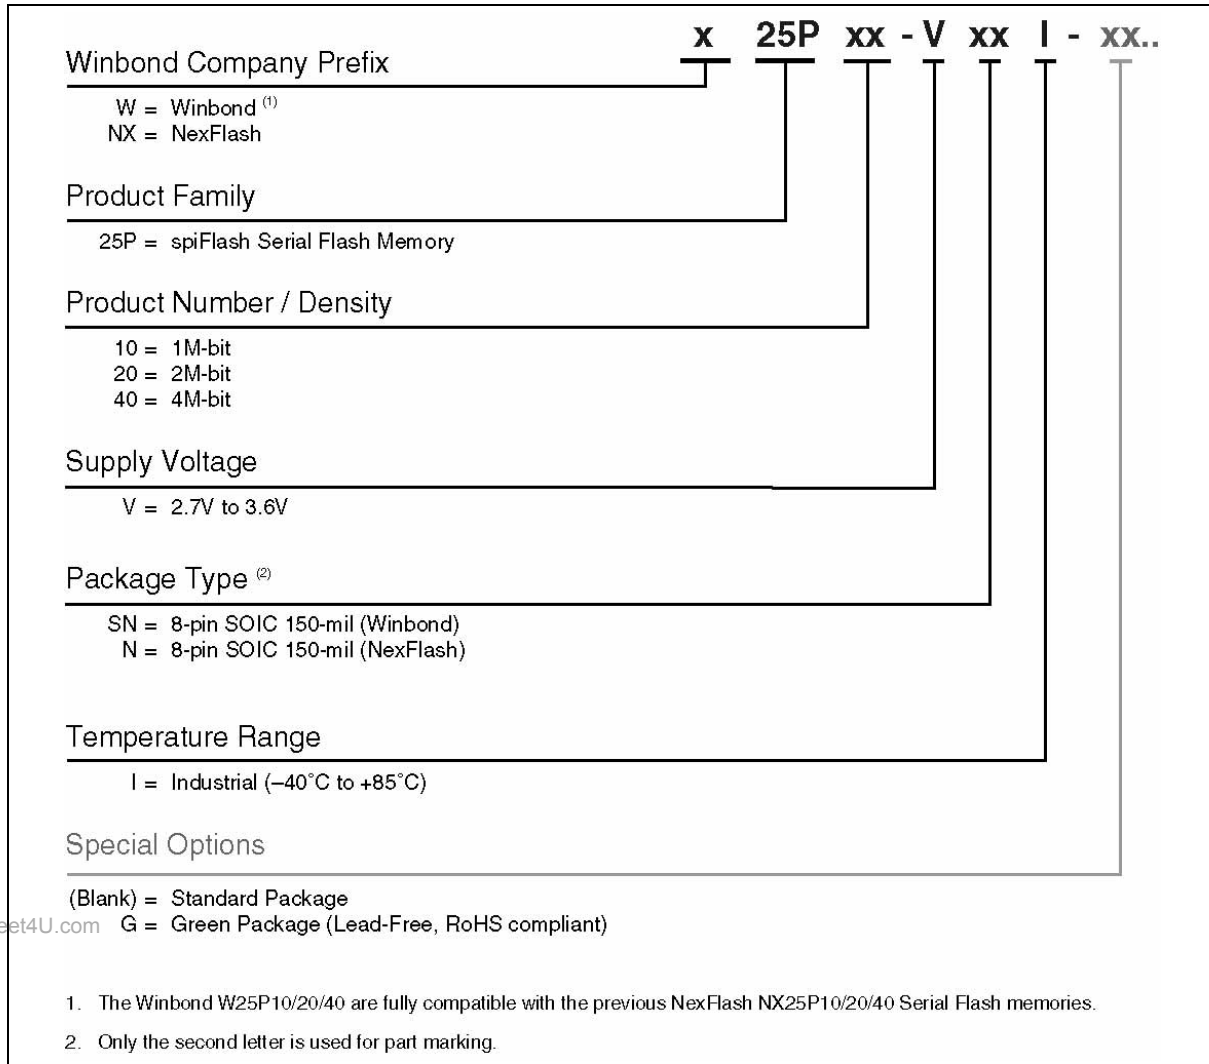 x 25P xx - V xx I - xx..
Winbond Company Prefix
W = Winbond (1)
NX = NexFlash
Product Family
25P = spiFlash Serial Flash Memory
Product Number / Density
10 = 1M-bit
20 = 2M-bit
40 = 4M-bit
Supply Voltage
V = 2.7V to 3.6V
Package Type (2)
SN = 8-pin SOIC 150-mil (Winbond)
N = 8-pin SOIC 150-mil (NexFlash)
Temperature Range
I = Industrial (–40°C to +85°C)
Special Options
(Blank) = Standard Package
eet4U.com
G = Green Package (Lead-Free, RoHS compliant)
1. The Winbond W25P10/20/40 are fully compatible with the previous NexFlash NX25P10/20/40 Serial Flash memories.
2. Only the second letter is used for part marking.